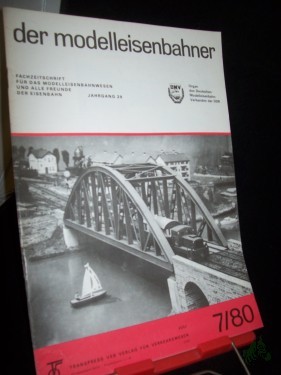 der modelleisenbahner
FACHZEITSCHRIFT
FÜR DAS MODELLEISENBAHNWESEN
UND ALLE FREUNDE
DER EISENBAHN JAHRGANG 29
DMV
Organ
des Deutschen
Modelleisenbahn-
Verbandes der DDR
7/80
TRANSPRESS VEB VERLAG FÜR VERKEHRSWESEN